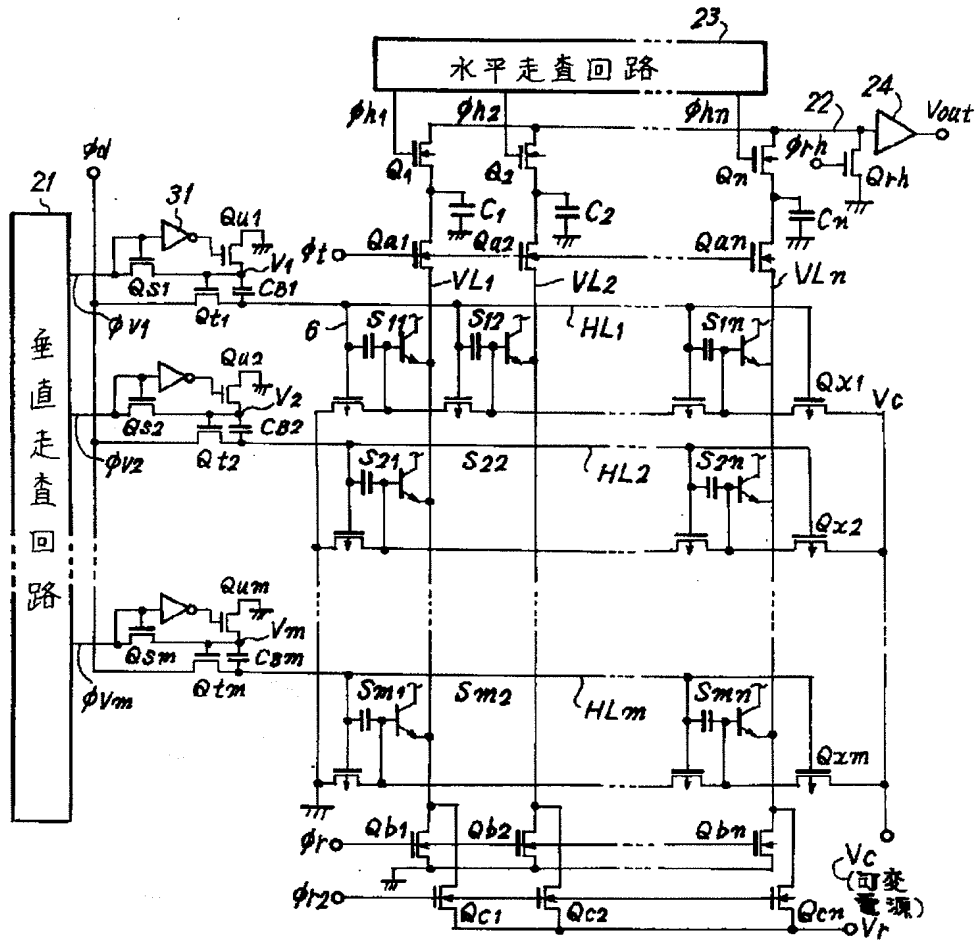 23
水平走査回路
φh1 φh2 φhn 22 24 Vout
φd Q1 Q2 Qn φrh Qrh
21 31 Qu1 C1 C2 Cn
φt Qa1 Qa2 Qan
V1 VL1 VL2 VLn
Qs1 CB1
φV1 Qt1 6 S11 S12 HL1 S1n
Qu2 Qx1 Vc
V2
Qs2 CB2
φV2 Qt2 S21 S22 HL2 S2n
Qx2
垂直走査回路
Qum
Vm
Qsm CBm
φVm Qtm Sm1 Sm2 HLm Smn
Qxm
φr Qb1 Qb2 Qbn
Vc
(可変
電源)
φr2 Qc1 Qc2 Qcn Vr